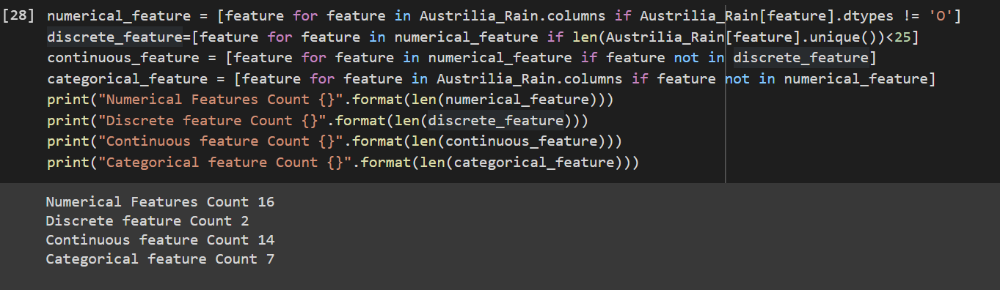 [28] numerical_feature = [feature for feature in Austrilia_Rain.columns if Austrilia_Rain[feature].dtypes != 'O']
discrete_feature=[feature for feature in numerical_feature if len(Austrilia_Rain[feature].unique())<25]
continuous_feature = [feature for feature in numerical_feature if feature not in discrete_feature]
categorical_feature = [feature for feature in Austrilia_Rain.columns if feature not in numerical_feature]
print("Numerical Features Count {}".format(len(numerical_feature)))
print("Discrete feature Count {}".format(len(discrete_feature)))
print("Continuous feature Count {}".format(len(continuous_feature)))
print("Categorical feature Count {}".format(len(categorical_feature)))
Numerical Features Count 16
Discrete feature Count 2
Continuous feature Count 14
Categorical feature Count 7